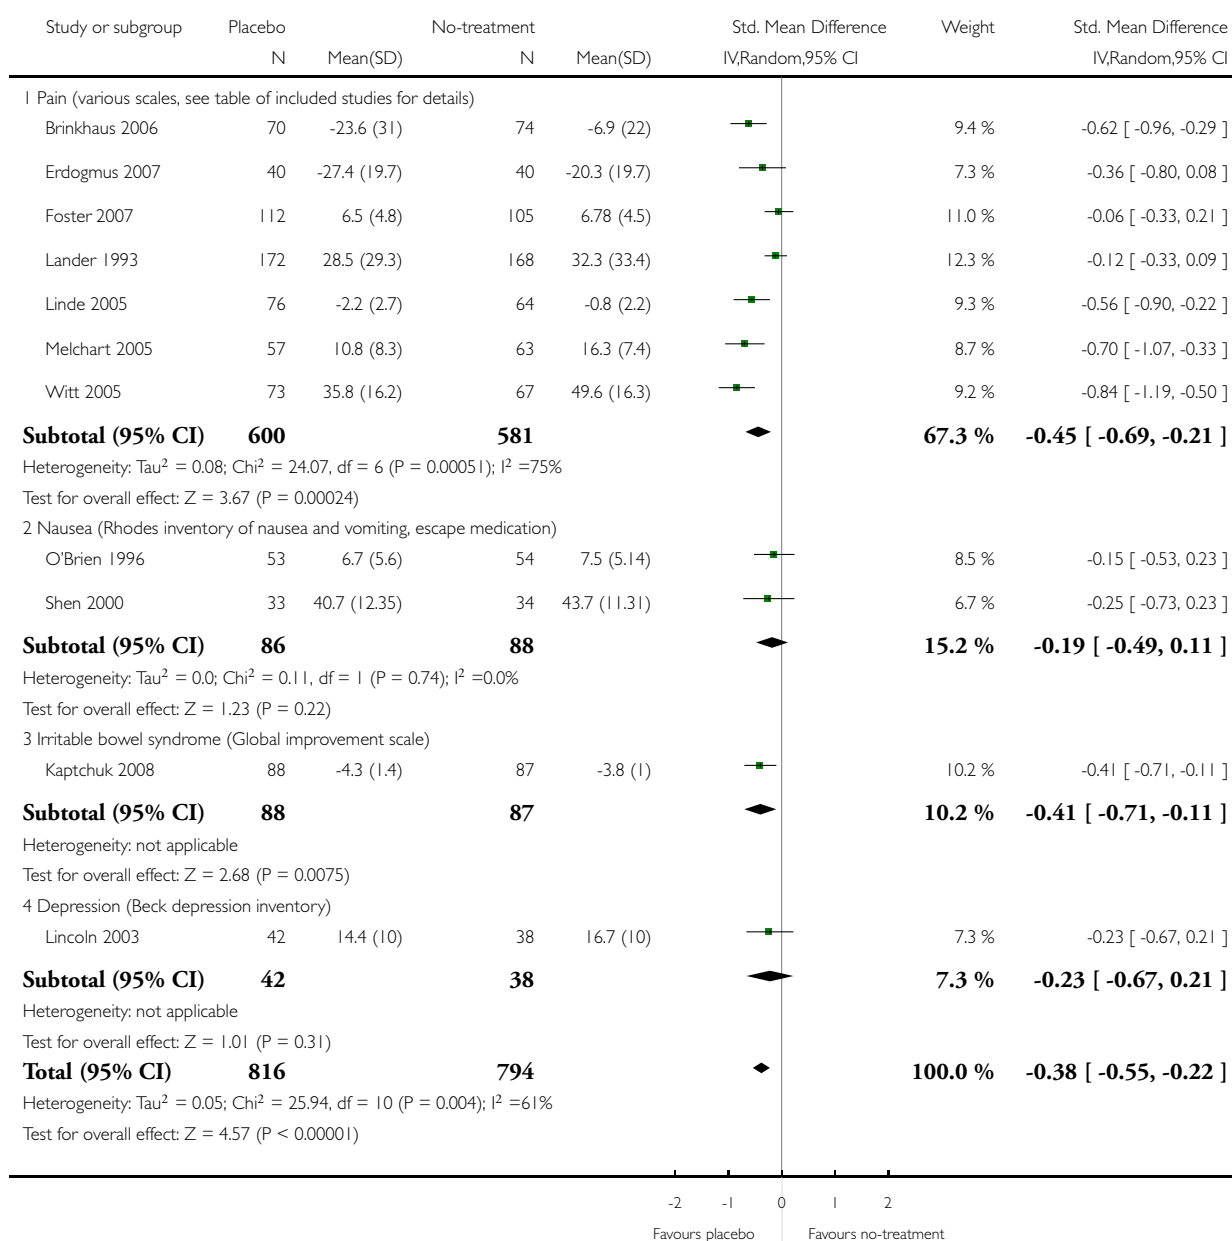 Study or subgroup Placebo No-treatment Std. Mean Difference Weight Std. Mean Difference
N Mean(SD) N Mean(SD) IV,Random,95% CI IV,Random,95% CI
1 Pain (various scales, see table of included studies for details)
Brinkhaus 2006 70 -23.6 (31) 74 -6.9 (22) 9.4 % -0.62 [ -0.96, -0.29 ]
Erdogmus 2007 40 -27.4 (19.7) 40 -20.3 (19.7) 7.3 % -0.36 [ -0.80, 0.08 ]
Foster 2007 112 6.5 (4.8) 105 6.78 (4.5) 11.0 % -0.06 [ -0.33, 0.21 ]
Lander 1993 172 28.5 (29.3) 168 32.3 (33.4) 12.3 % -0.12 [ -0.33, 0.09 ]
Linde 2005 76 -2.2 (2.7) 64 -0.8 (2.2) 9.3 % -0.56 [ -0.90, -0.22 ]
Melchart 2005 57 10.8 (8.3) 63 16.3 (7.4) 8.7 % -0.70 [ -1.07, -0.33 ]
Witt 2005 73 35.8 (16.2) 67 49.6 (16.3) 9.2 % -0.84 [ -1.19, -0.50 ]
Subtotal (95% CI) 600 581 67.3 % -0.45 [ -0.69, -0.21 ]
Heterogeneity: Tau² = 0.08; Chi² = 24.07, df = 6 (P = 0.00051); I² =75%
Test for overall effect: Z = 3.67 (P = 0.00024)
2 Nausea (Rhodes inventory of nausea and vomiting, escape medication)
O'Brien 1996 53 6.7 (5.6) 54 7.5 (5.14) 8.5 % -0.15 [ -0.53, 0.23 ]
Shen 2000 33 40.7 (12.35) 34 43.7 (11.31) 6.7 % -0.25 [ -0.73, 0.23 ]
Subtotal (95% CI) 86 88 15.2 % -0.19 [ -0.49, 0.11 ]
Heterogeneity: Tau² = 0.0; Chi² = 0.11, df = 1 (P = 0.74); I² =0.0%
Test for overall effect: Z = 1.23 (P = 0.22)
3 Irritable bowel syndrome (Global improvement scale)
Kaptchuk 2008 88 -4.3 (1.4) 87 -3.8 (1) 10.2 % -0.41 [ -0.71, -0.11 ]
Subtotal (95% CI) 88 87 10.2 % -0.41 [ -0.71, -0.11 ]
Heterogeneity: not applicable
Test for overall effect: Z = 2.68 (P = 0.0075)
4 Depression (Beck depression inventory)
Lincoln 2003 42 14.4 (10) 38 16.7 (10) 7.3 % -0.23 [ -0.67, 0.21 ]
Subtotal (95% CI) 42 38 7.3 % -0.23 [ -0.67, 0.21 ]
Heterogeneity: not applicable
Test for overall effect: Z = 1.01 (P = 0.31)
Total (95% CI) 816 794 100.0 % -0.38 [ -0.55, -0.22 ]
Heterogeneity: Tau² = 0.05; Chi² = 25.94, df = 10 (P = 0.004); I² =61%
Test for overall effect: Z = 4.57 (P < 0.00001)
-2 -1 0 1 2
Favours placebo Favours no-treatment